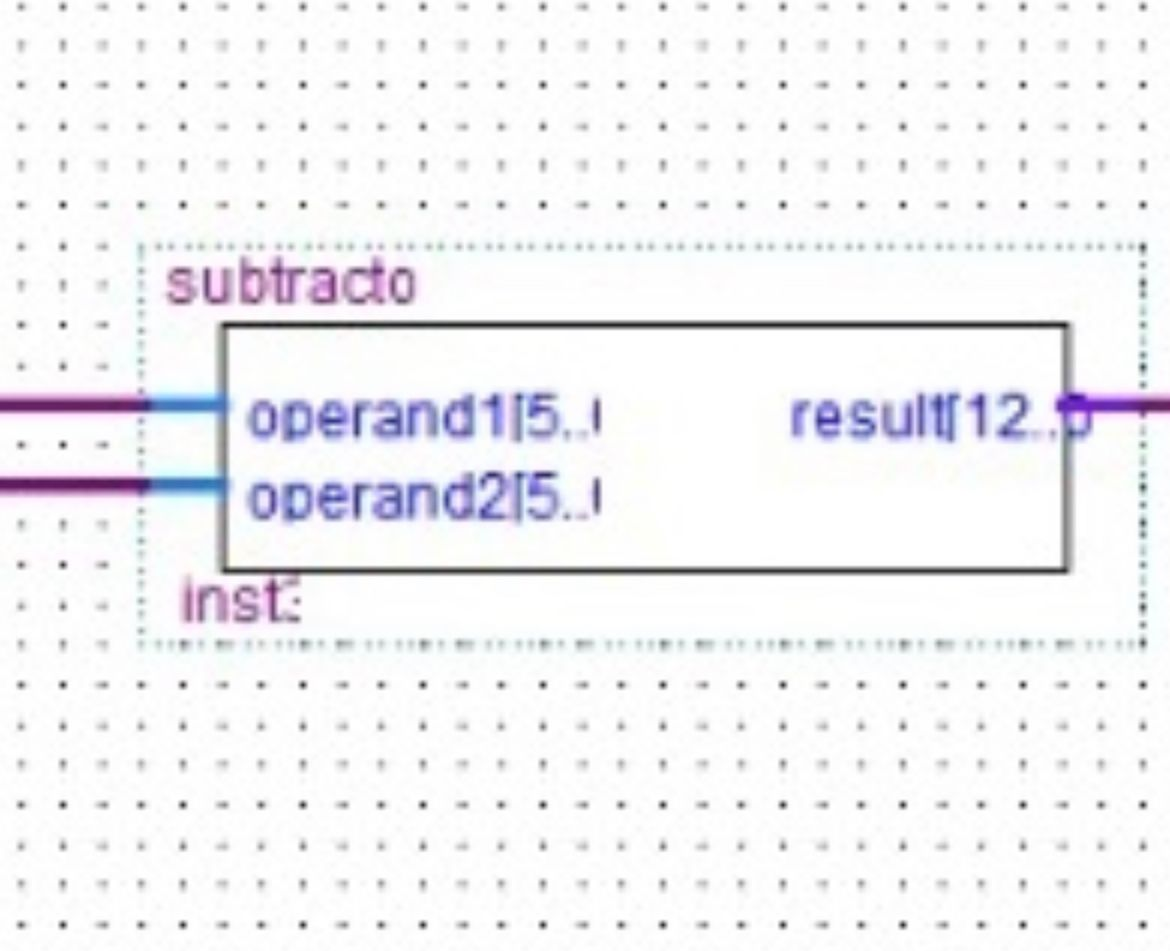 subtracto
operand1[5..
result[12..
operand2[5..
inst